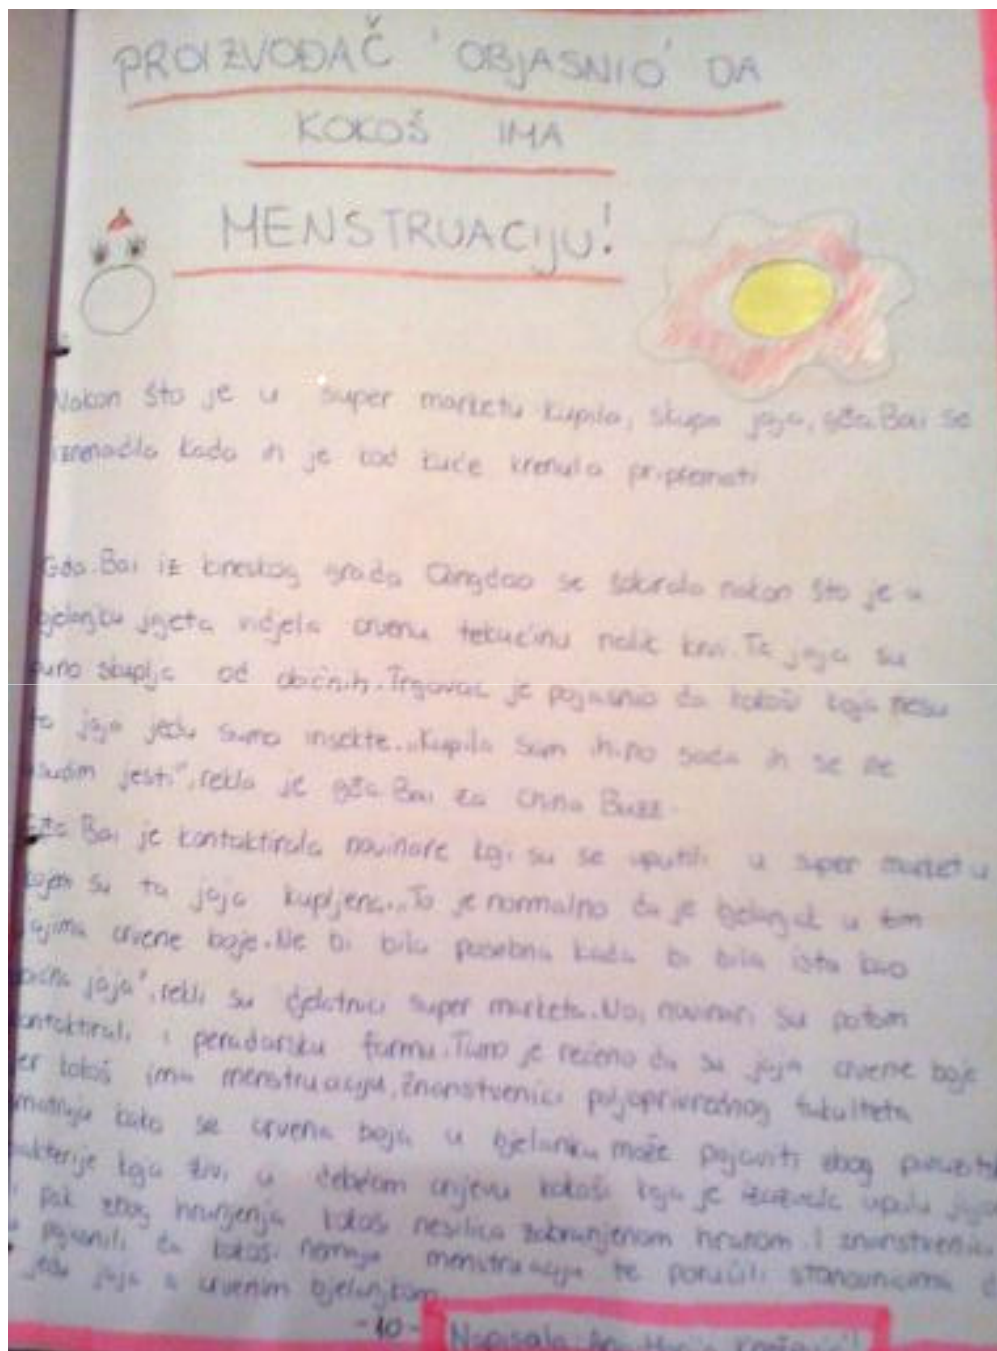 PROIZVOĐAČ 'OBJASNIO' DA
KOKOŠ IMA
MENSTRUACIJU!
Nakon što je u super marketu kupila, skupa jaja, gđa.Bai se
iznenadila kada ih je kod kuće krenula pripremati
Gđa.Bai iz kineskog grada Qingdao se šokirala nakon što je u
bjelanjku jajeta vidjela crvenu tekućinu nalik krvi. Ta jaja su
puno skuplja od običnih. Trgovac je pojasnio da kokoši koja nesu
ta jaja jedu samo insekte. „Kupila sam ih, no sada ih se ne
usudim jesti", rekla je gđa Bai za China Buzz.
Gđa Bai je kontaktirala novinare koji su se uputili u super market u
kojem su ta jaja kupljena. „To je normalno da je bjelanjak u tim
jajima crvene boje. Ne bi bila posebna kada bi bila ista kao
obična jaja", rekli su djelatnici super marketa. No, novinari su potom
kontaktirali i peradarsku farmu. Tamo je rečeno da su jaja crvene boje
jer kokoš ima menstruaciju, znanstvenici poljoprivrednog fakulteta
smatraju kako se crvena boja u bjelanku može pojaviti zbog
bakterije koja živi u debelom crijevu kokoši koja je izazvala upalu
pak zbog hranjenja kokoši nesilica zabranjenom hranom. I znanstvenici
pojasnili da kokoši nemaju menstruaciju te poručili stanovnicima
jedu jaja s crvenim bjelanjkom
-10-
Napisala: